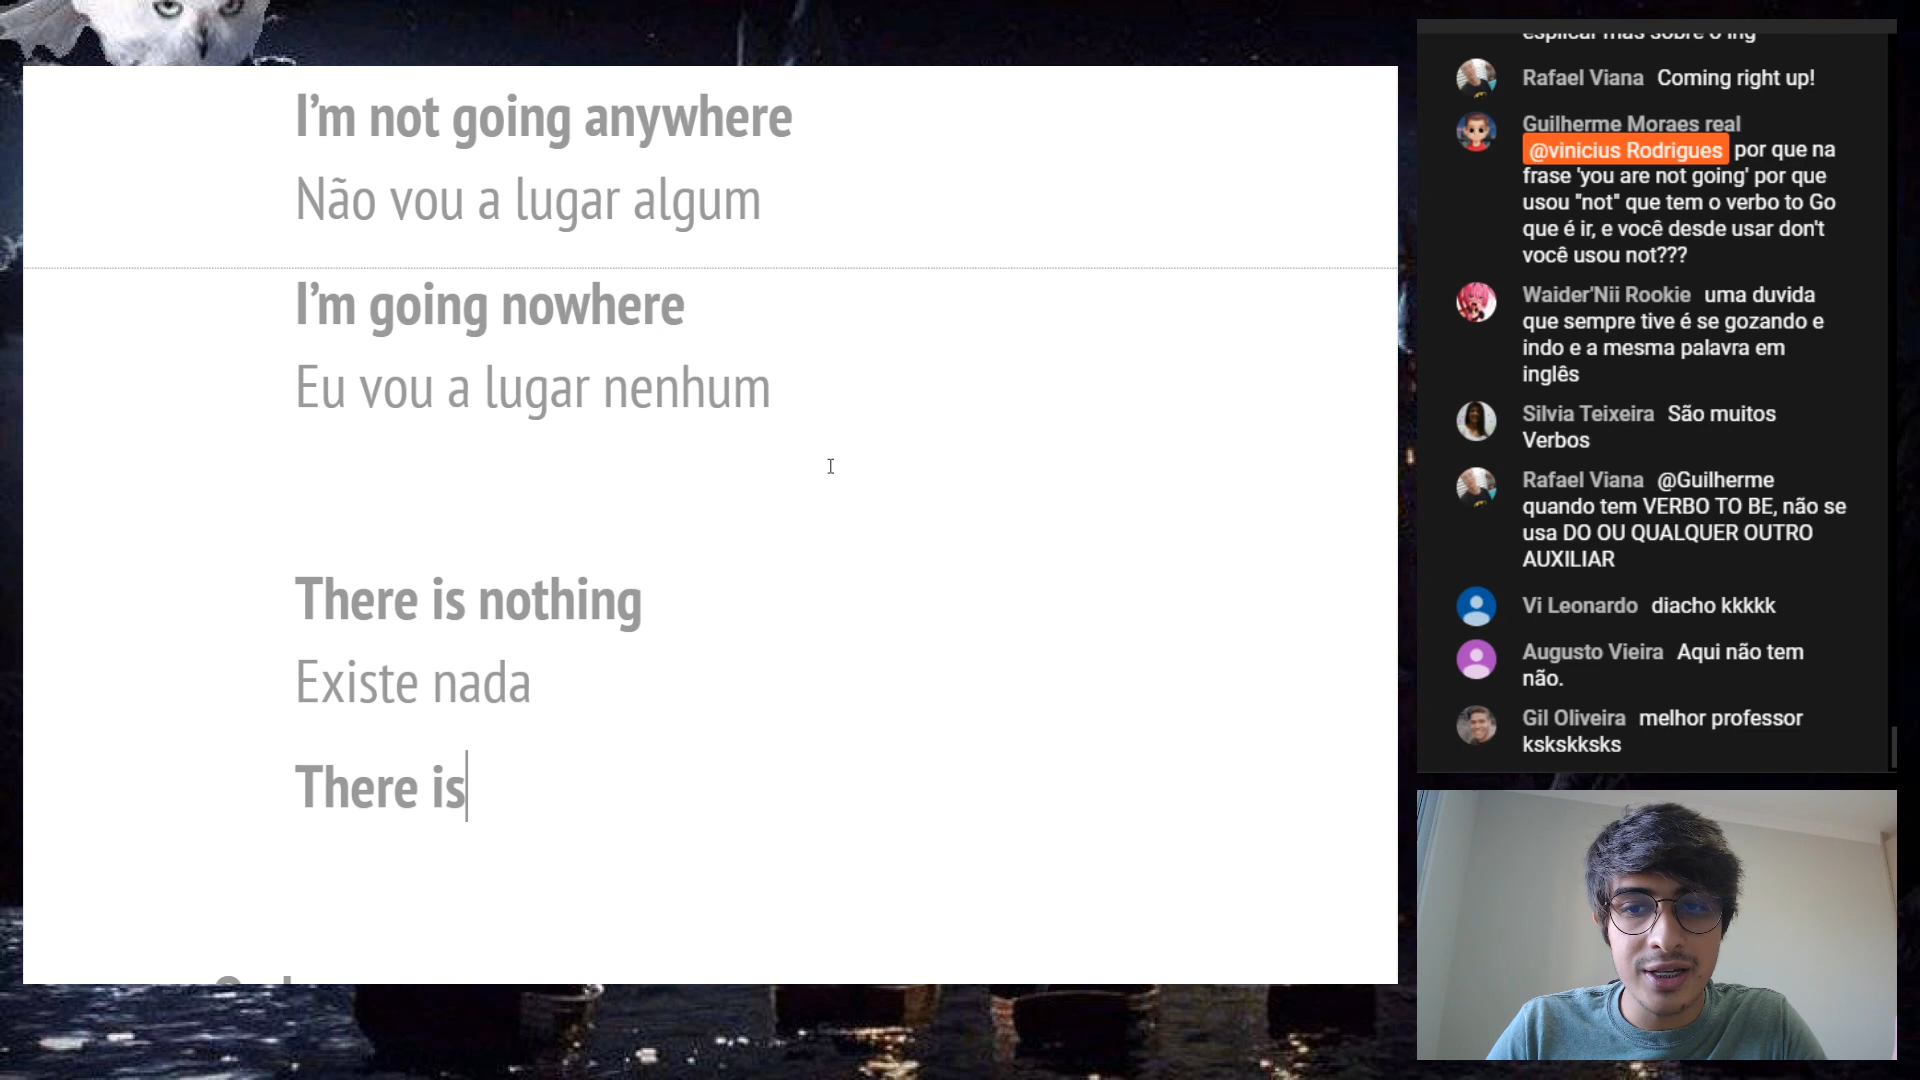 I’m not going anywhere
Não vou a lugar algum
I’m going nowhere
Eu vou a lugar nenhum
There is nothing
Existe nada
There is
Rafael Viana Coming right up!
Guilherme Moraes real
@vinicius Rodrigues por que na
frase 'you are not going' por que
usou "not" que tem o verbo to Go
que é ir, e você desde usar don't
você usou not???
Waider'Nii Rookie uma duvida
que sempre tive é se gozando e
indo e a mesma palavra em
inglês
Silvia Teixeira São muitos
Verbos
Rafael Viana @Guilherme
quando tem VERBO TO BE, não se
usa DO OU QUALQUER OUTRO
AUXILIAR
Vi Leonardo diacho kkkkk
Augusto Vieira Aqui não tem
não.
Gil Oliveira melhor professor
kskskksks